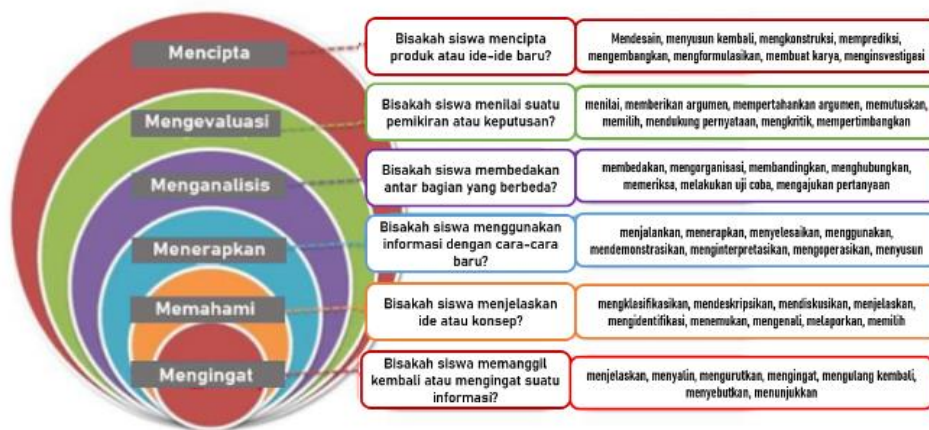 Mencipta
Bisakah siswa mencipta
produk atau ide-ide baru?
Mendesain, menyusun kembali, mengkonstruksi, memprediksi,
mengembangkan, mengformulasikan, membuat karya, menginsvestigasi
Mengevaluasi
Bisakah siswa menilai suatu
pemikiran atau keputusan?
menilai, memberikan argumen, mempertahankan argumen, memutuskan,
memilih, mendukung pernyataan, mengkritik, mempertimbangkan
Menganalisis
Bisakah siswa membedakan
antar bagian yang berbeda?
membedakan, mengorganisasi, membandingkan, menghubungkan,
memeriksa, melakukan uji coba, mengajukan pertanyaan
Menerapkan
Bisakah siswa menggunakan
informasi dengan cara-cara
baru?
menjalankan, menerapkan, menyelesaikan, menggunakan,
mendemonstrasikan, menginterpretasikan, mengoperasikan, menyusun
Memahami
Bisakah siswa menjelaskan
ide atau konsep?
mengklasifikasikan, mendeskripsikan, mendiskusikan, menjelaskan,
mengidentifikasi, menemukan, mengenali, melaporkan, memilih
Mengingat
Bisakah siswa memanggil
kembali atau mengingat suatu
informasi?
menjelaskan, menyalin, mengurutkan, mengingat, mengulang kembali,
menyebutkan, menunjukkan